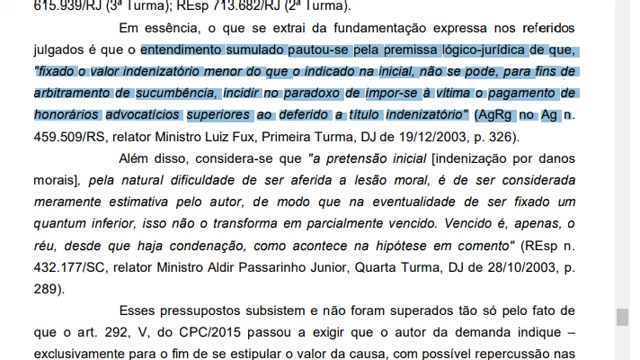 615.939/RJ (3ª Turma); REsp 713.682/RJ (2ª Turma).
Em essência, o que se extrai da fundamentação expressa nos referidos
julgados é que o entendimento sumulado pautou-se pela premissa lógico-jurídica de que,
"fixado o valor indenizatório menor do que o indicado na inicial, não se pode, para fins de
arbitramento de sucumbência, incidir no paradoxo de impor-se à vítima o pagamento de
honorários advocatícios superiores ao deferido a título indenizatório" (AgRg no Ag n.
459.509/RS, relator Ministro Luiz Fux, Primeira Turma, DJ de 19/12/2003, p. 326).
Além disso, considera-se que "a pretensão inicial [indenização por danos
morais], pela natural dificuldade de ser aferida a lesão moral, é de ser considerada
meramente estimativa pelo autor, de modo que na eventualidade de ser fixado um
quantum inferior, isso não o transforma em parcialmente vencido. Vencido é, apenas, o
réu, desde que haja condenação, como acontece na hipótese em comento" (REsp n.
432.177/SC, relator Ministro Aldir Passarinho Junior, Quarta Turma, DJ de 28/10/2003, p.
289).
Esses pressupostos subsistem e não foram superados tão só pelo fato de
que o art. 292, V, do CPC/2015 passou a exigir que o autor da demanda indique –
exclusivamente para o fim de se estipular o valor da causa, com possível repercussão nas